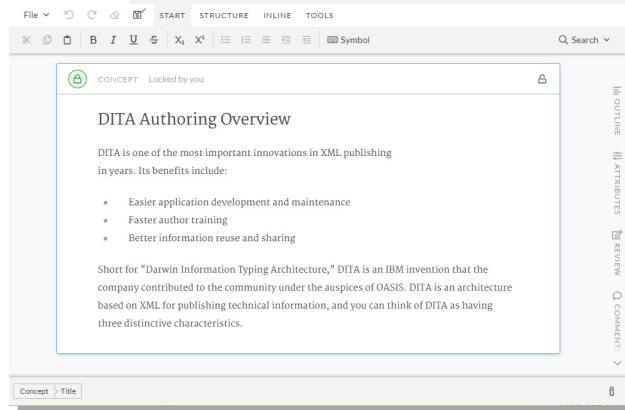 File START STRUCTURE INLINE TOOLS
B I U S X₁ X¹ Symbol Search
CONCEPT Locked by you
DITA Authoring Overview
DITA is one of the most important innovations in XML publishing
in years. Its benefits include:
Easier application development and maintenance
Faster author training
Better information reuse and sharing
Short for "Darwin Information Typing Architecture," DITA is an IBM invention that the
company contributed to the community under the auspices of OASIS. DITA is an architecture
based on XML for publishing technical information, and you can think of DITA as having
three distinctive characteristics.
OUTLINE
ATTRIBUTES
REVIEW
COMMENTS
Concept Title